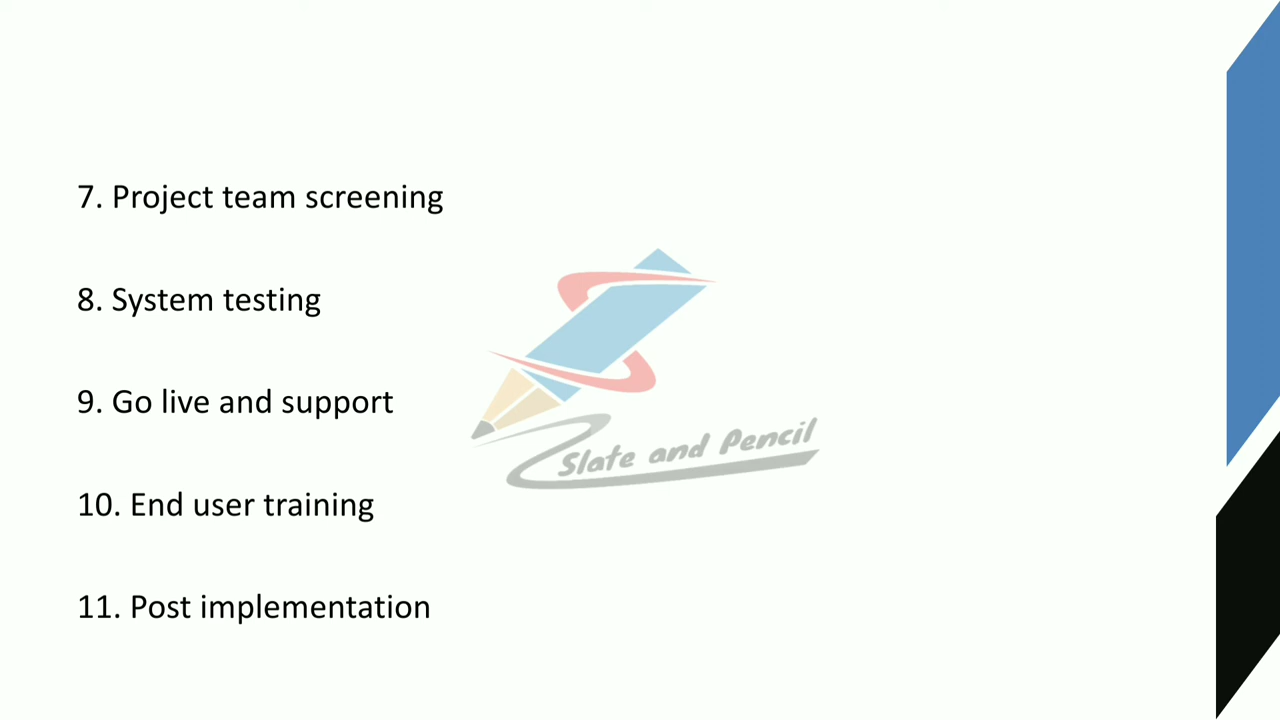 7. Project team screening
8. System testing
9. Go live and support
Slate and Pencil
10. End user training
11. Post implementation